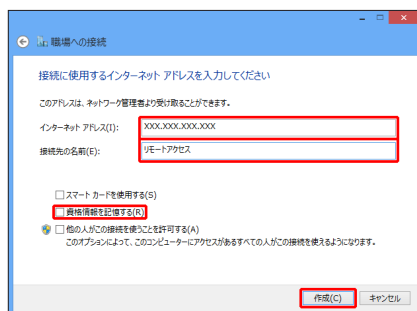 職場への接続
接続に使用するインターネット アドレスを入力してください
このアドレスは、ネットワーク管理者より受け取ることができます。
インターネット アドレス(I): XXX.XXX.XXX.XXX
接続先の名前(E): リモートアクセス
スマート カードを使用する(S)
資格情報を記憶する(R)
他の人がこの接続を使うことを許可する(A)
このオプションによって、このコンピューターにアクセスがあるすべての人がこの接続を使えるようになります。
作成(C) キャンセル